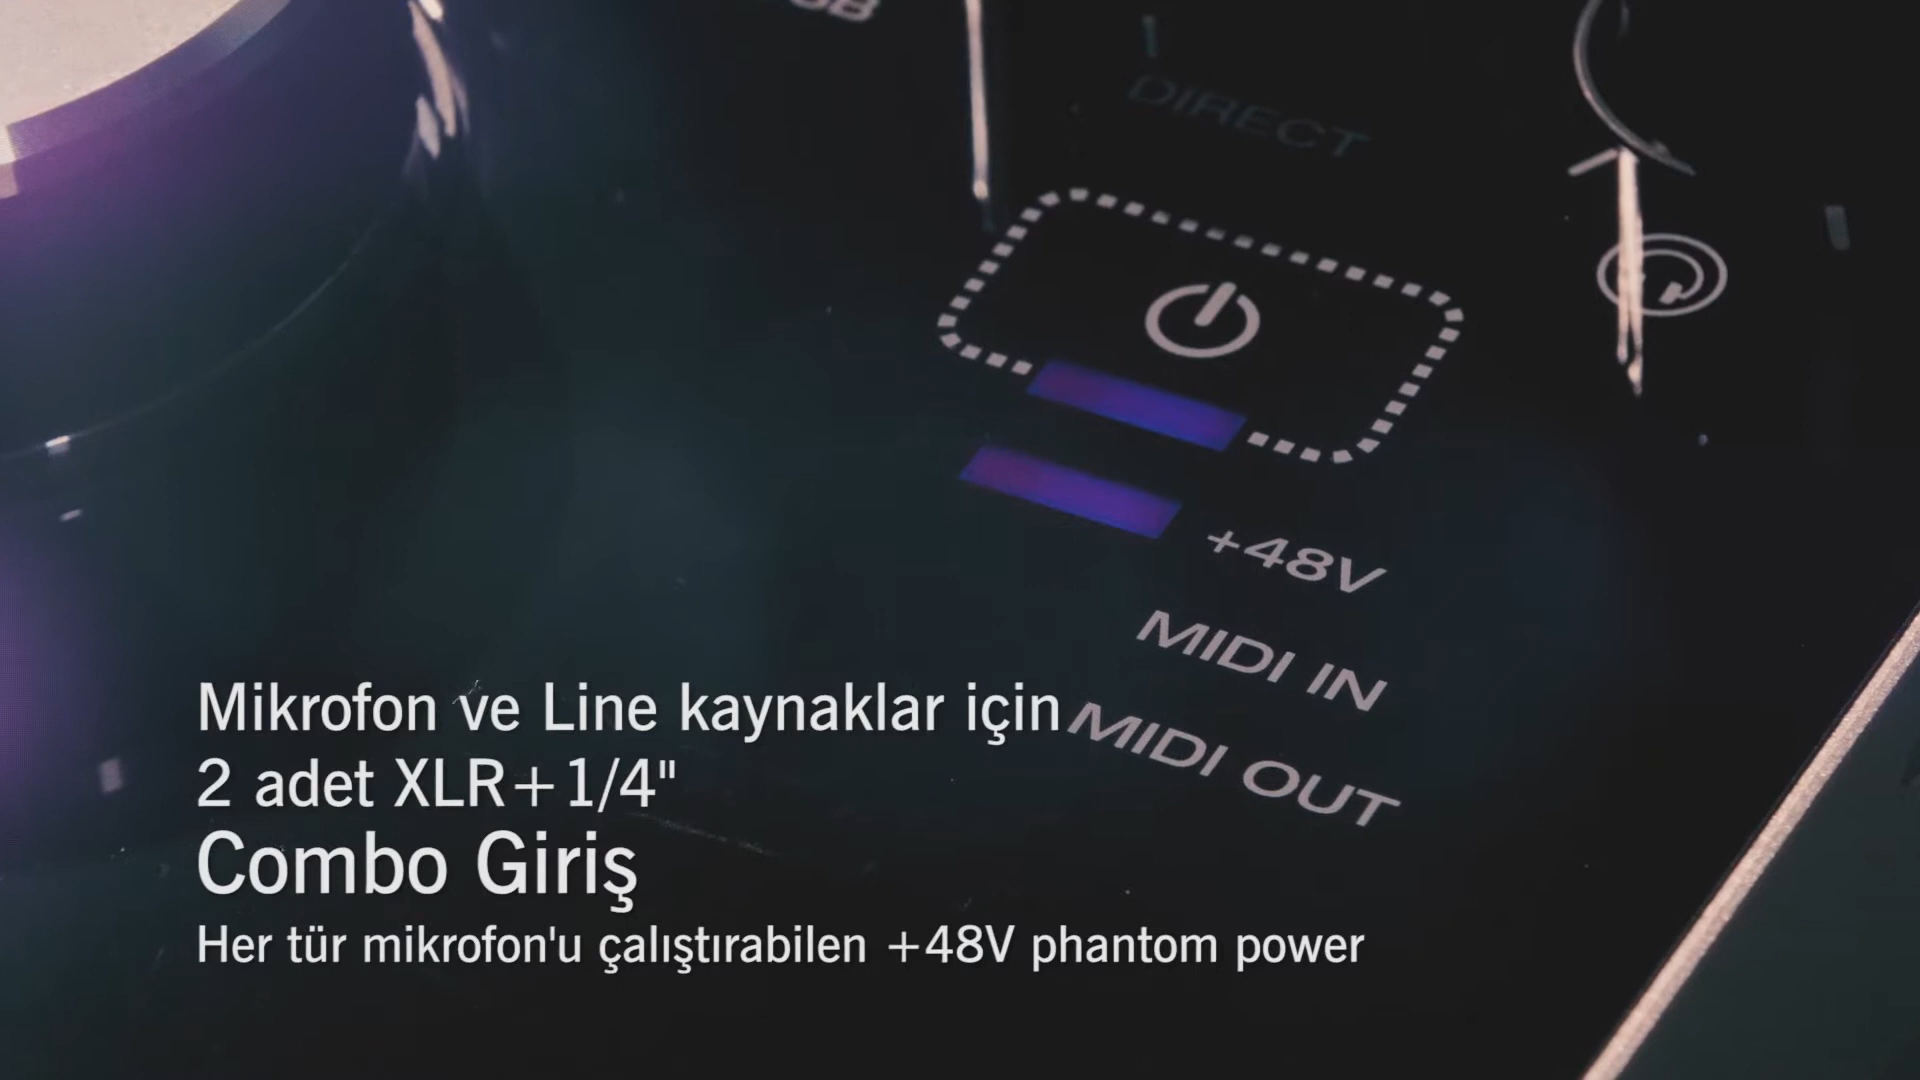 DIRECT
+48V
MIDI IN
MIDI OUT
Mikrofon ve Line kaynaklar için
2 adet XLR+1/4"
Combo Giriş
Her tür mikrofon'u çalıştırabilen +48V phantom power